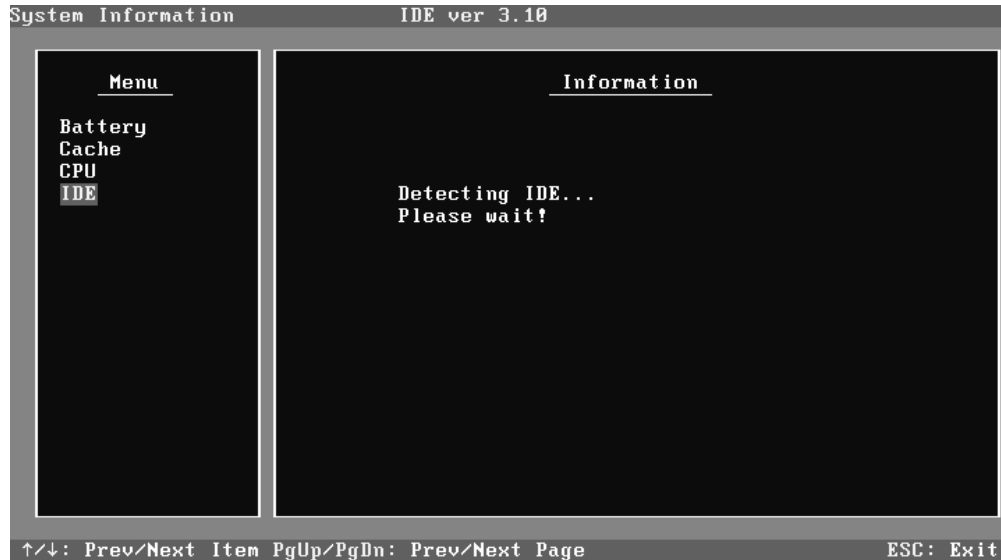 System Information IDE ver 3.10
Menu
Battery
Cache
CPU
IDE
Information
Detecting IDE...
Please wait!
↑/↓: Prev/Next Item PgUp/PgDn: Prev/Next Page ESC: Exit